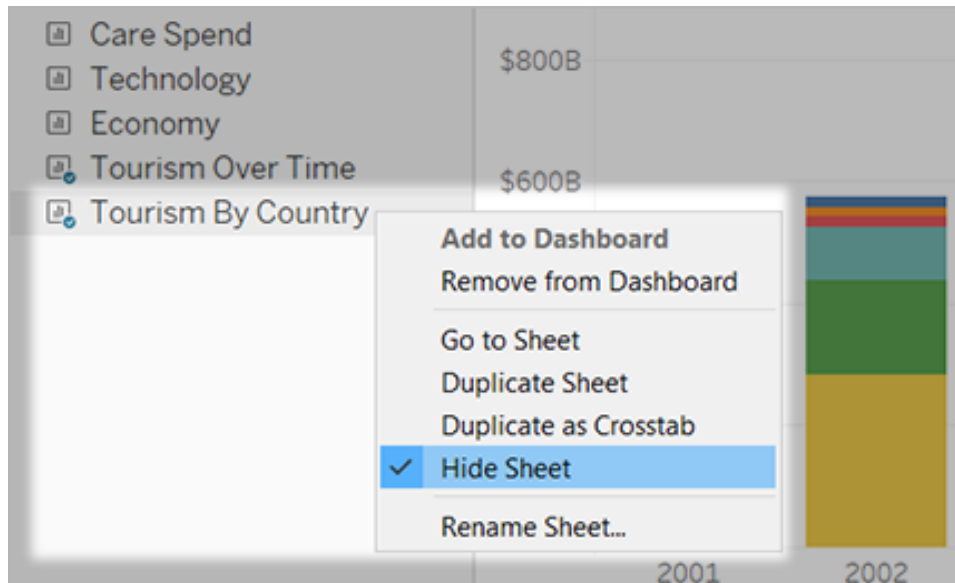 Care Spend
Technology
Economy
Tourism Over Time
Tourism By Country
Add to Dashboard
Remove from Dashboard
Go to Sheet
Duplicate Sheet
Duplicate as Crosstab
Hide Sheet
Rename Sheet...
$800B
$600B
2001
2002